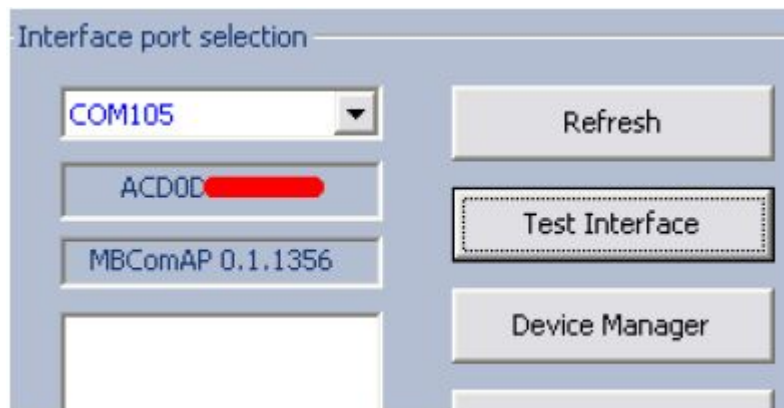 Interface port selection
COM105
Refresh
ACD0D
Test Interface
MBComAP 0.1.1356
Device Manager